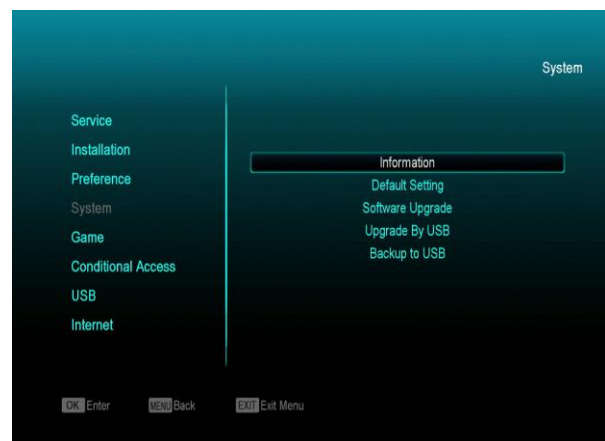 System
Service
Installation
Preference
System
Game
Conditional Access
USB
Internet
Information
Default Setting
Software Upgrade
Upgrade By USB
Backup to USB
OK Enter MENU Back EXIT Exit Menu